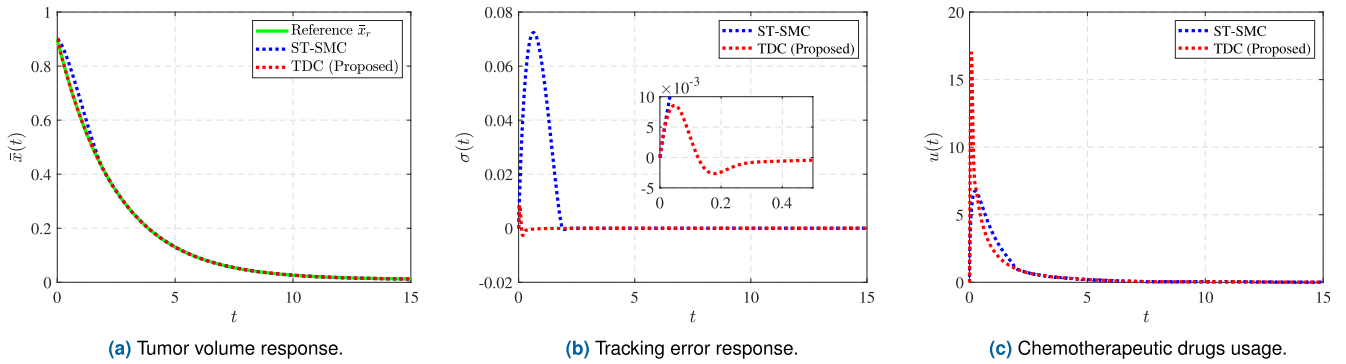 Reference x̄_r
ST-SMC
TDC (Proposed)
1
0.8
0.6
0.4
0.2
0
x̄(t)
0
5
10
15
t
(a) Tumor volume response.
ST-SMC
TDC (Proposed)
0.08
0.06
0.04
0.02
0
-0.02
σ(t)
× 10⁻³
10
5
0
-5
0
0.2
0.4
0
5
10
15
t
(b) Tracking error response.
ST-SMC
TDC (Proposed)
20
15
10
5
0
u(t)
0
5
10
15
t
(c) Chemotherapeutic drugs usage.